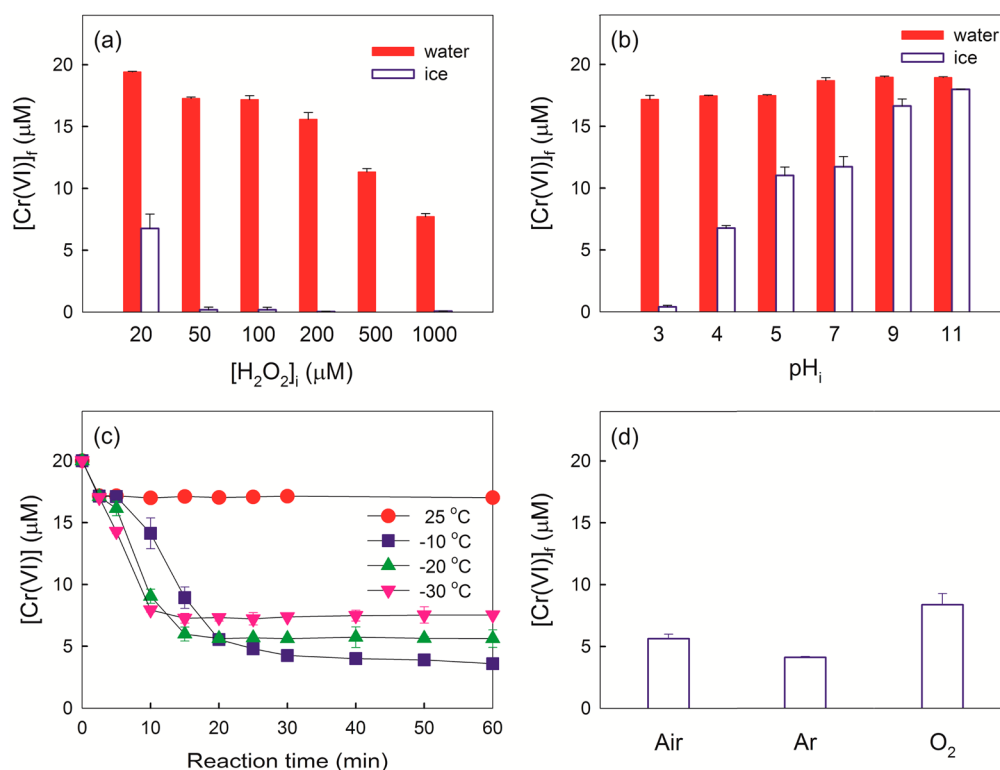 (a)
water
ice
20
15
10
5
0
[Cr(VI)]f (μM)
20 50 100 200 500 1000
[H2O2]i (μM)
(b)
water
ice
20
15
10
5
0
[Cr(VI)]f (μM)
3 4 5 7 9 11
pHi
(c)
25 °C
-10 °C
-20 °C
-30 °C
20
15
10
5
0
[Cr(VI)] (μM)
0 10 20 30 40 50 60
Reaction time (min)
(d)
20
15
10
5
0
[Cr(VI)]f (μM)
Air Ar O2